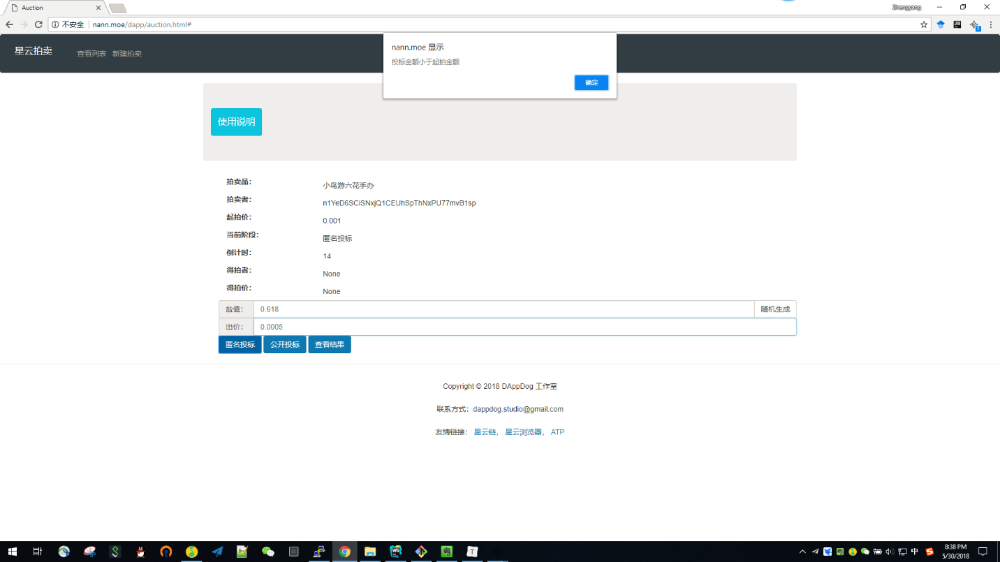 Auction
Zhengyang
不安全
nann.moe/dapp/auction.html#
星云拍卖
查看列表 新建拍卖
nann.moe 显示
投标金额小于起拍金额
确定
使用说明
拍卖品: 小鸟游六花手办
拍卖者: n1YeD6SCiSNxjQ1CEUhSpThNxPU77mvB1sp
起拍价: 0.001
当前阶段: 匿名投标
倒计时: 14
得拍者: None
得拍价: None
盐值: 0.618 随机生成
出价: 0.0005
匿名投标 公开投标 查看结果
Copyright © 2018 DAppDog 工作室
联系方式：dappdog.studio@gmail.com
友情链接： 星云链， 星云浏览器， ATP
中
8:38 PM
5/30/2018